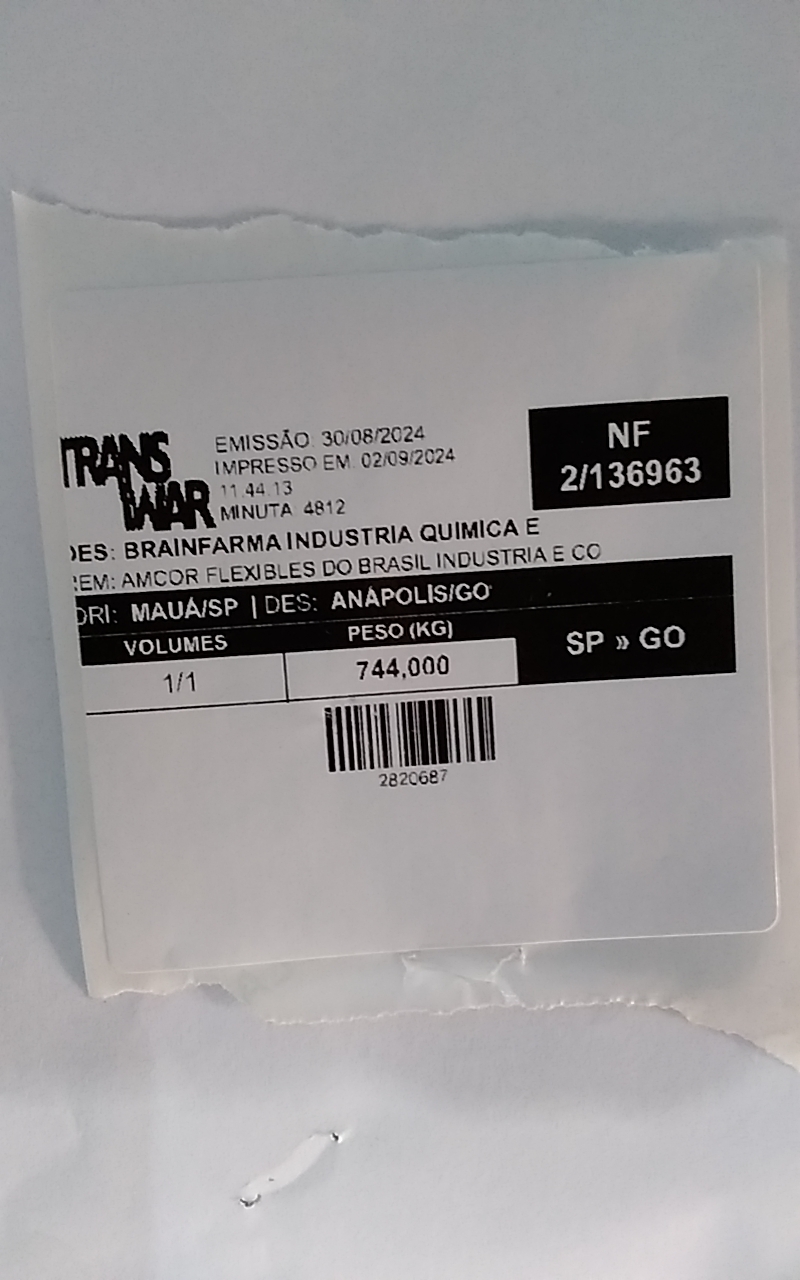 TRANS
WAR
EMISSÃO: 30/08/2024
IMPRESSO EM: 02/09/2024
11.44.13
MINUTA: 4812
NF
2/136963
DES: BRAINFARMA INDUSTRIA QUIMICA E
REM: AMCOR FLEXIBLES DO BRASIL INDUSTRIA E CO
ORI: MAUÁ/SP | DES: ANÁPOLIS/GO
VOLUMES PESO (KG) SP » GO
1/1 744,000
2820687